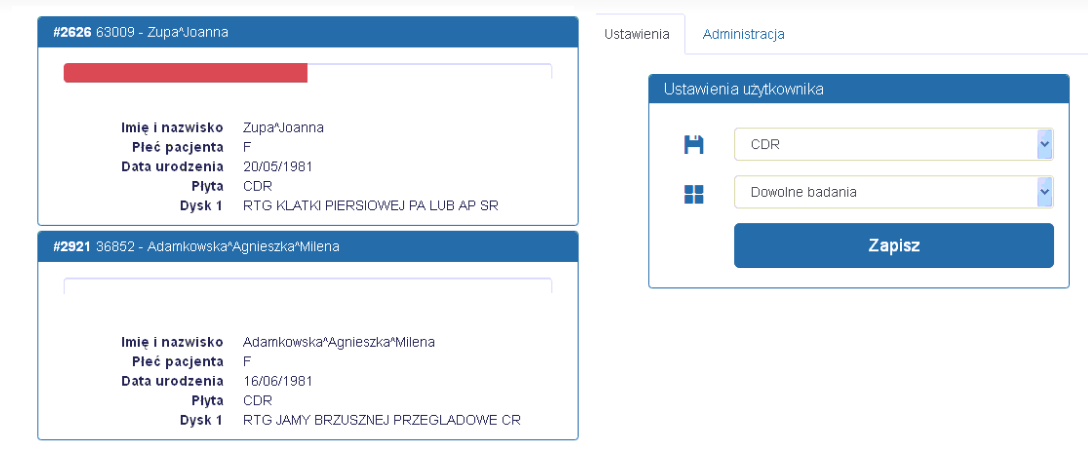 #2626 63009 - Zupa^Joanna
Imię i nazwisko Zupa^Joanna
Płeć pacjenta F
Data urodzenia 20/05/1981
Płyta CDR
Dysk 1 RTG KLATKI PIERSIOWEJ PA LUB AP SR
#2921 36852 - Adamkowska^Agnieszka^Milena
Imię i nazwisko Adamkowska^Agnieszka^Milena
Płeć pacjenta F
Data urodzenia 16/06/1981
Płyta CDR
Dysk 1 RTG JAMY BRZUSZNEJ PRZEGLADOWE CR
Ustawienia Administracja
Ustawienia użytkownika
CDR
Dowolne badania
Zapisz